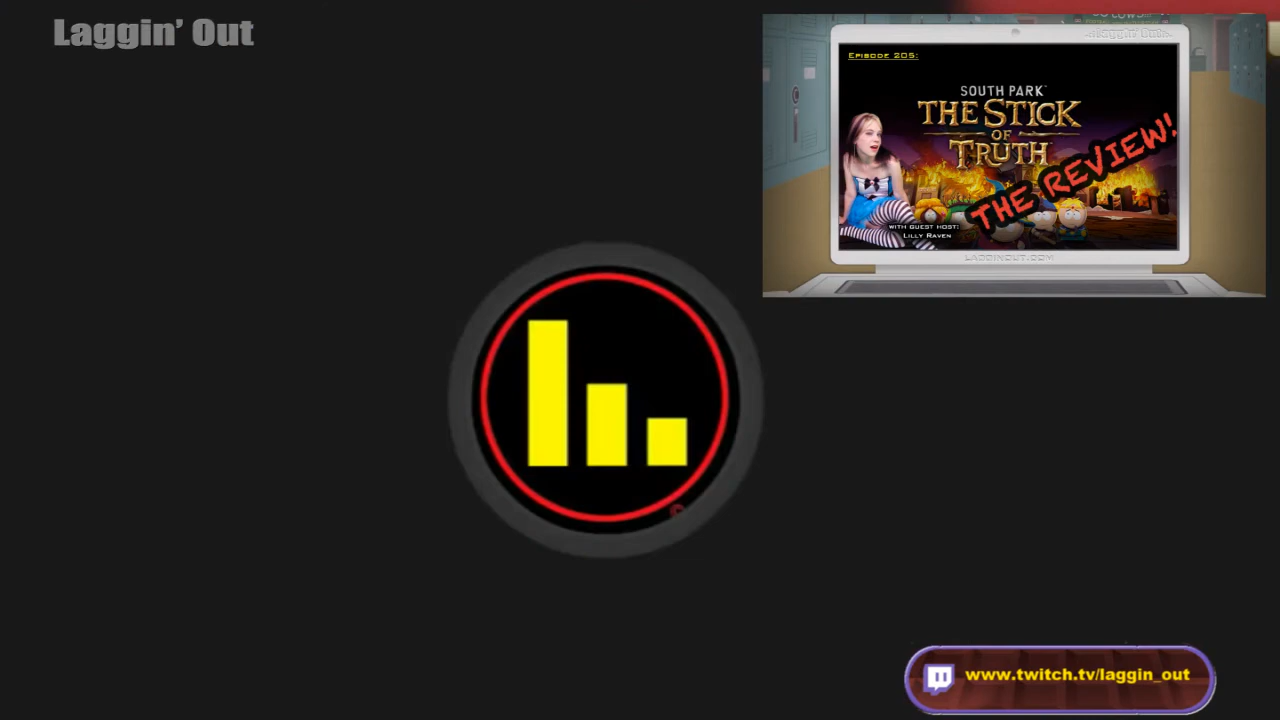 Laggin' Out
Episode 205:
SOUTH PARK
THE STICK
OF
TRUTH
THE REVIEW!
WITH GUEST HOST:
LILLY RAVEN
LAGGINOUT.COM
www.twitch.tv/laggin_out